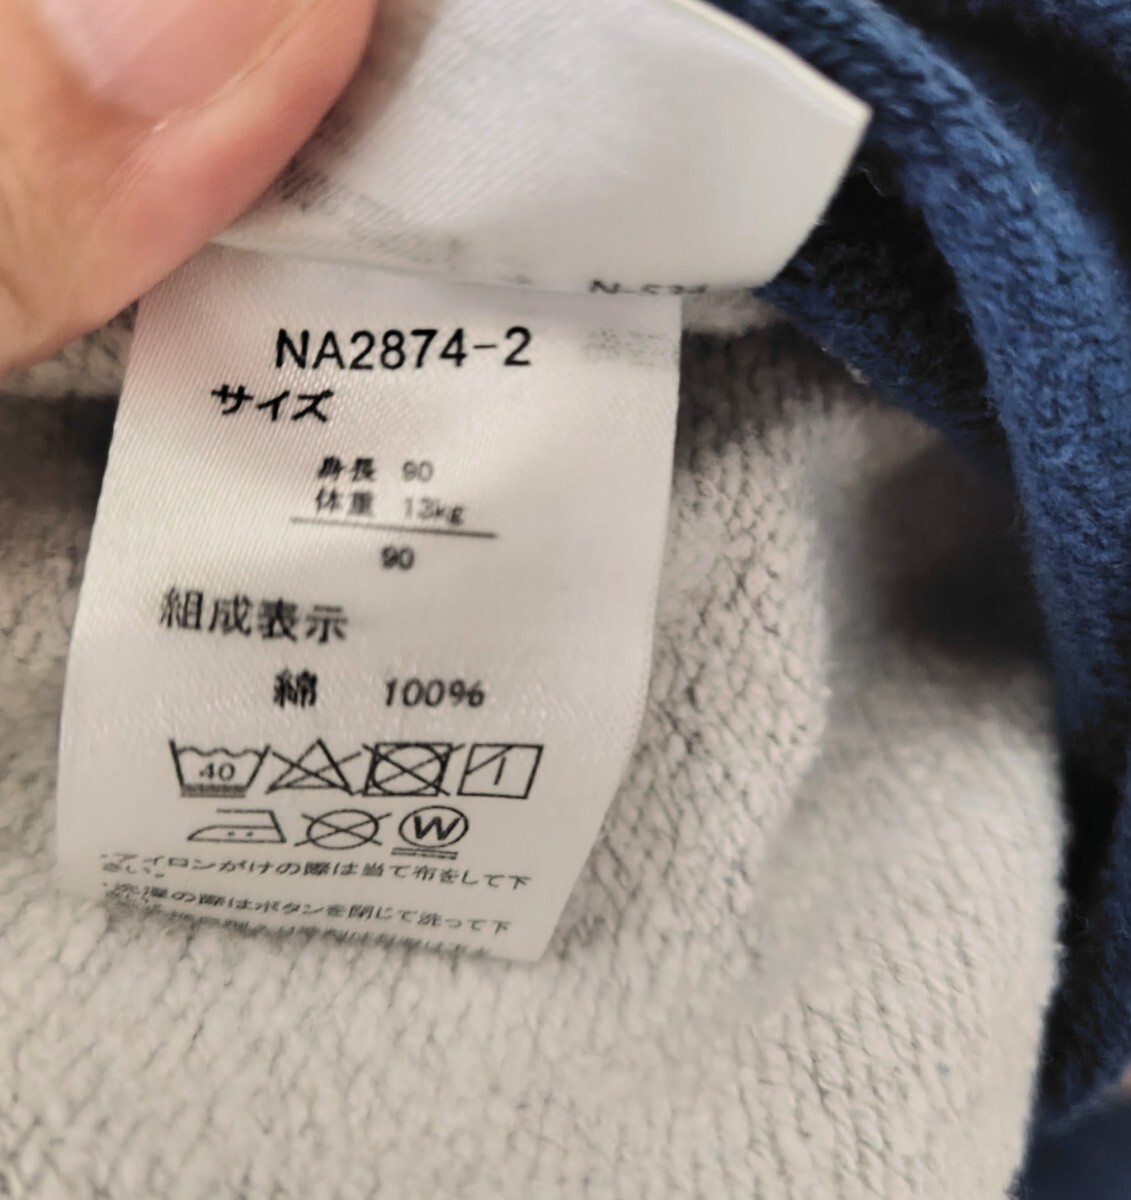 N-534
NA2874-2
サイズ
身長 90
体重 13kg
90
組成表示
綿 100%
40
W
・アイロンがけの際は当て布をして下
さい。
・洗濯の際はボタンを閉じて洗って下